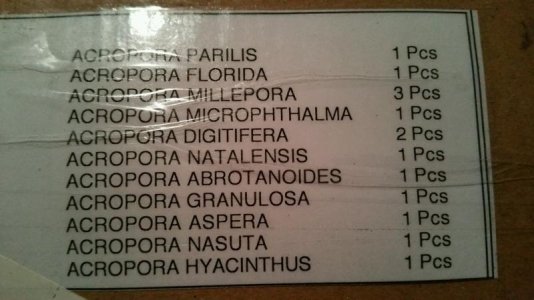 ACROPORA PARILIS 1 Pcs
ACROPORA FLORIDA 1 Pcs
ACROPORA MILLEPORA 3 Pcs
ACROPORA MICROPHTHALMA 1 Pcs
ACROPORA DIGITIFERA 2 Pcs
ACROPORA NATALENSIS 1 Pcs
ACROPORA ABROTANOIDES 1 Pcs
ACROPORA GRANULOSA 1 Pcs
ACROPORA ASPERA 1 Pcs
ACROPORA NASUTA 1 Pcs
ACROPORA HYACINTHUS 1 Pcs